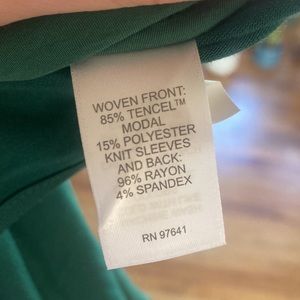 WOVEN FRONT:
85% TENCEL™
MODAL
15% POLYESTER
KNIT SLEEVES
AND BACK:
96% RAYON
4% SPANDEX
RN 97641